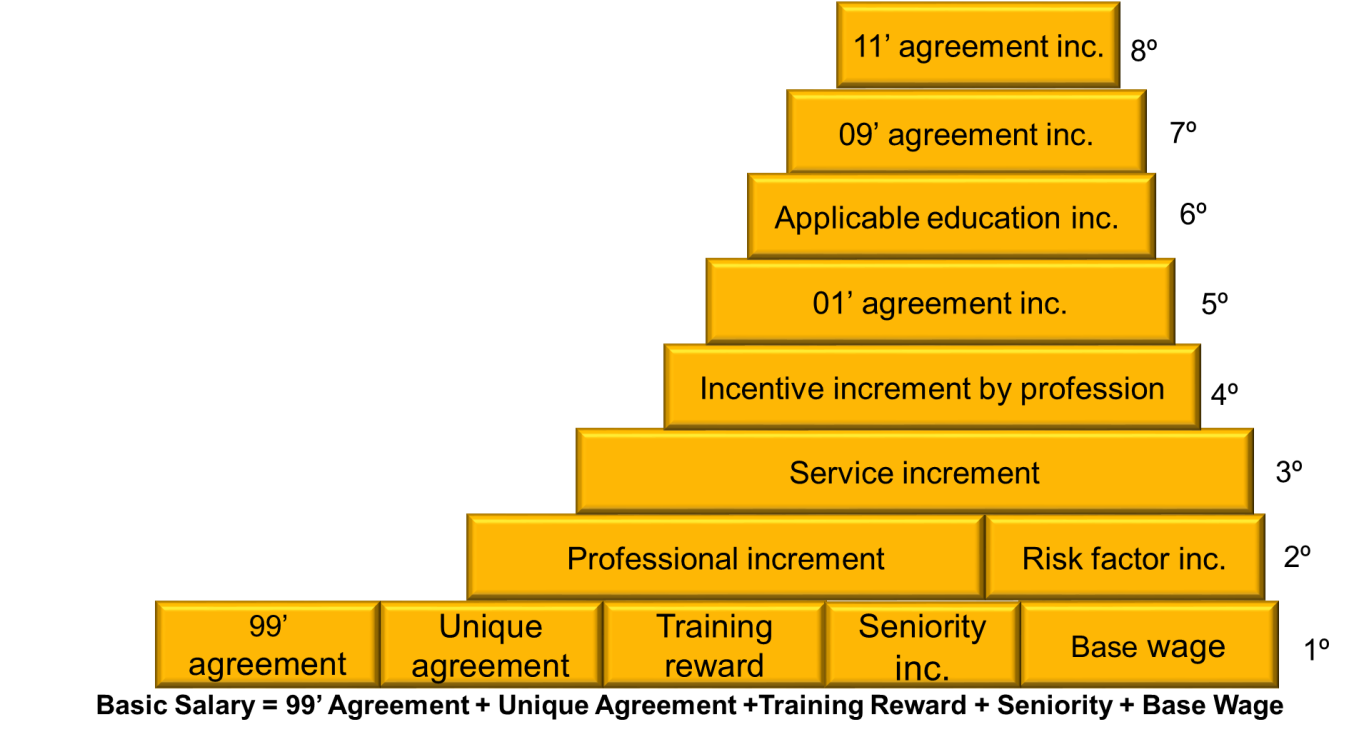 11’ agreement inc. 8º
09’ agreement inc. 7º
Applicable education inc. 6º
01’ agreement inc. 5º
Incentive increment by profession 4º
Service increment 3º
Professional increment Risk factor inc. 2º
99’ agreement
Unique agreement
Training reward
Seniority inc.
Base wage
1º
Basic Salary = 99’ Agreement + Unique Agreement +Training Reward + Seniority + Base Wage